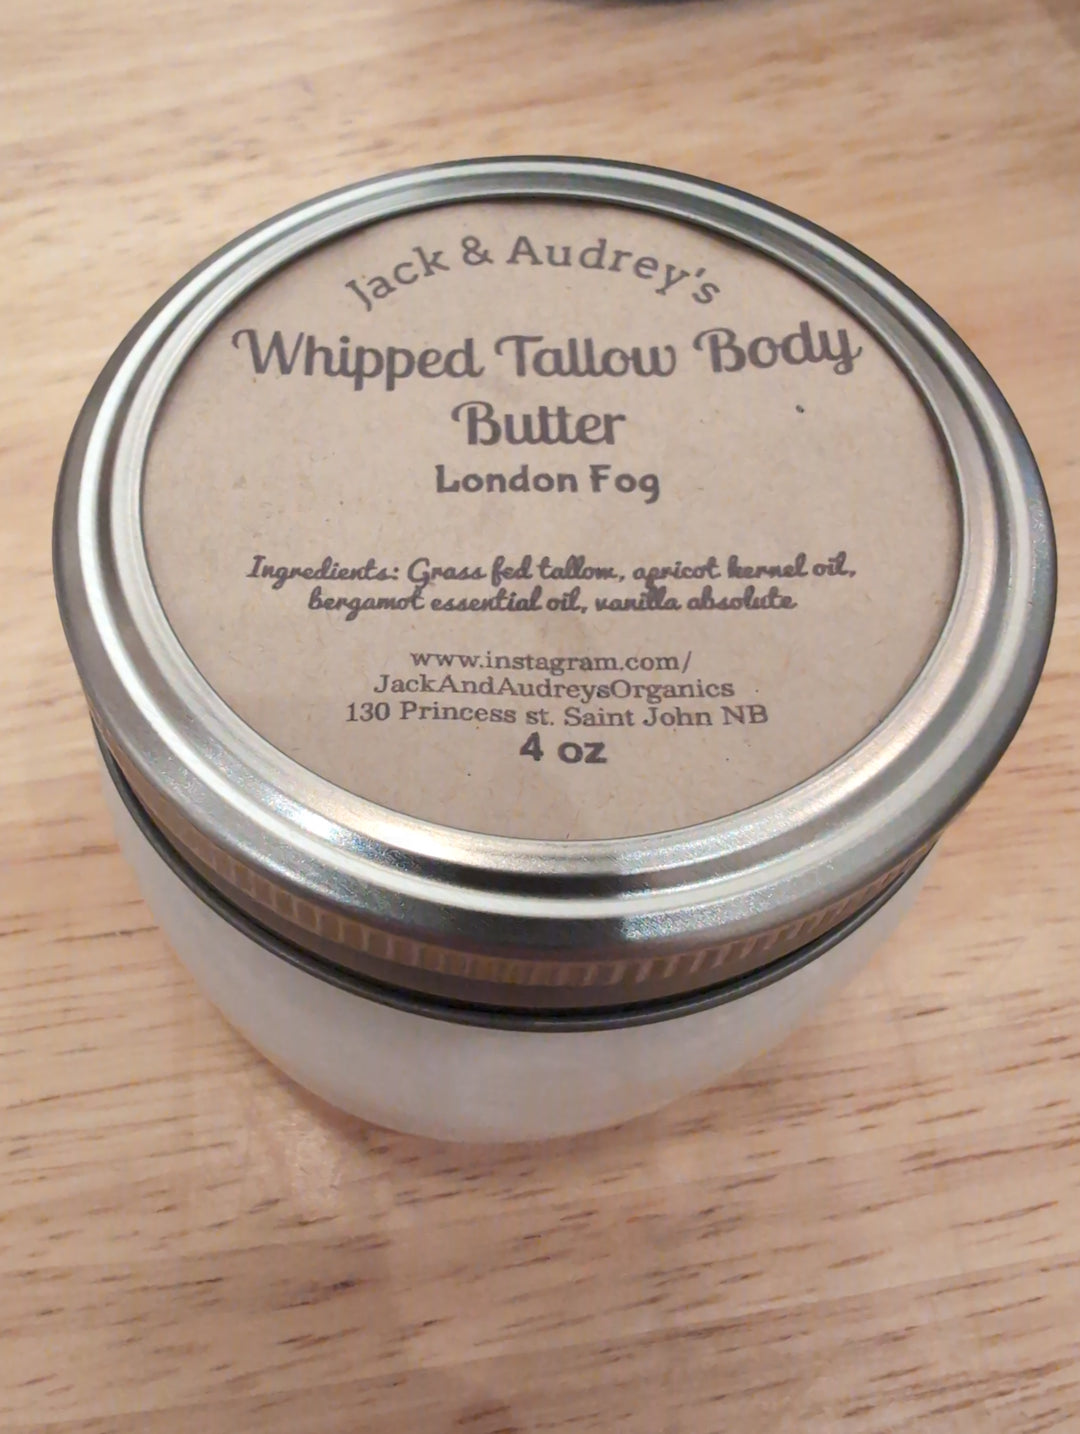 Jack & Audrey's
Whipped Tallow Body
Butter
London Fog
Ingredients: Grass fed tallow, apricot kernel oil,
bergamot essential oil, vanilla absolute
www.instagram.com/
JackAndAudreysOrganics
130 Princess st. Saint John NB
4 oz